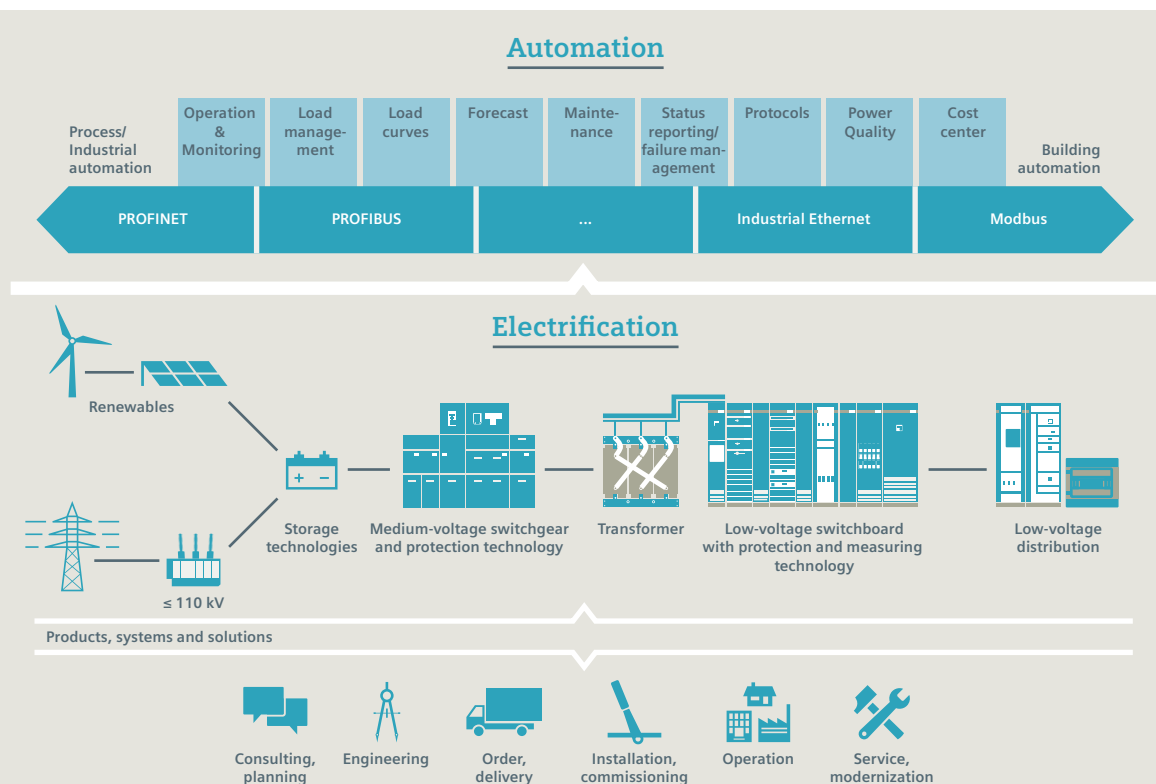 Automation
Process/
Industrial
automation
Operation
&
Monitoring
Load
manage-
ment
Load
curves
Forecast
Mainte-
nance
Status
reporting/
failure man-
agement
Protocols
Power
Quality
Cost
center
Building
automation
PROFINET
PROFIBUS
...
Industrial Ethernet
Modbus
Electrification
Renewables
≤ 110 kV
Storage
technologies
Medium-voltage switchgear
and protection technology
Transformer
Low-voltage switchboard
with protection and measuring
technology
Low-voltage
distribution
Products, systems and solutions
Consulting,
planning
Engineering
Order,
delivery
Installation,
commissioning
Operation
Service,
modernization